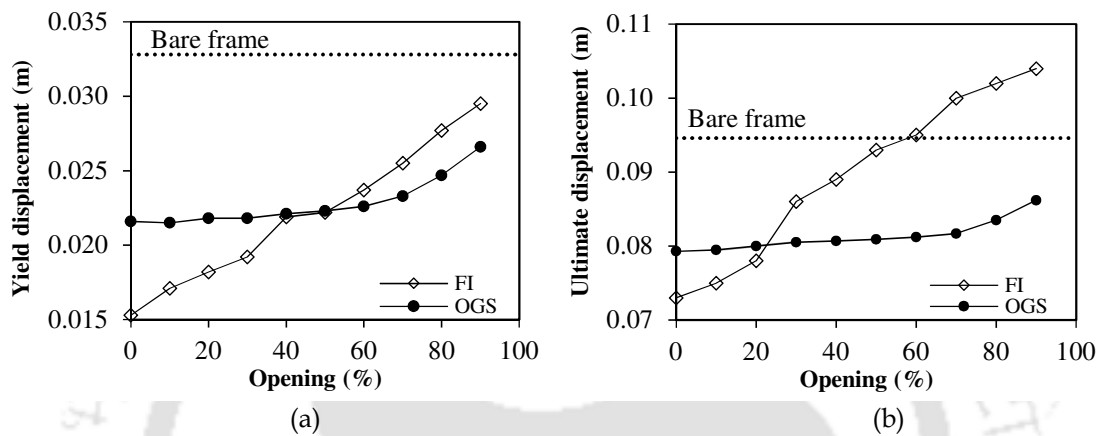 0.035
0.030
0.025
0.020
0.015
Yield displacement (m)
Bare frame
FI
OGS
0 20 40 60 80 100
Opening (%)
(a)
0.11
0.10
0.09
0.08
0.07
Ultimate displacement (m)
Bare frame
FI
OGS
0 20 40 60 80 100
Opening (%)
(b)